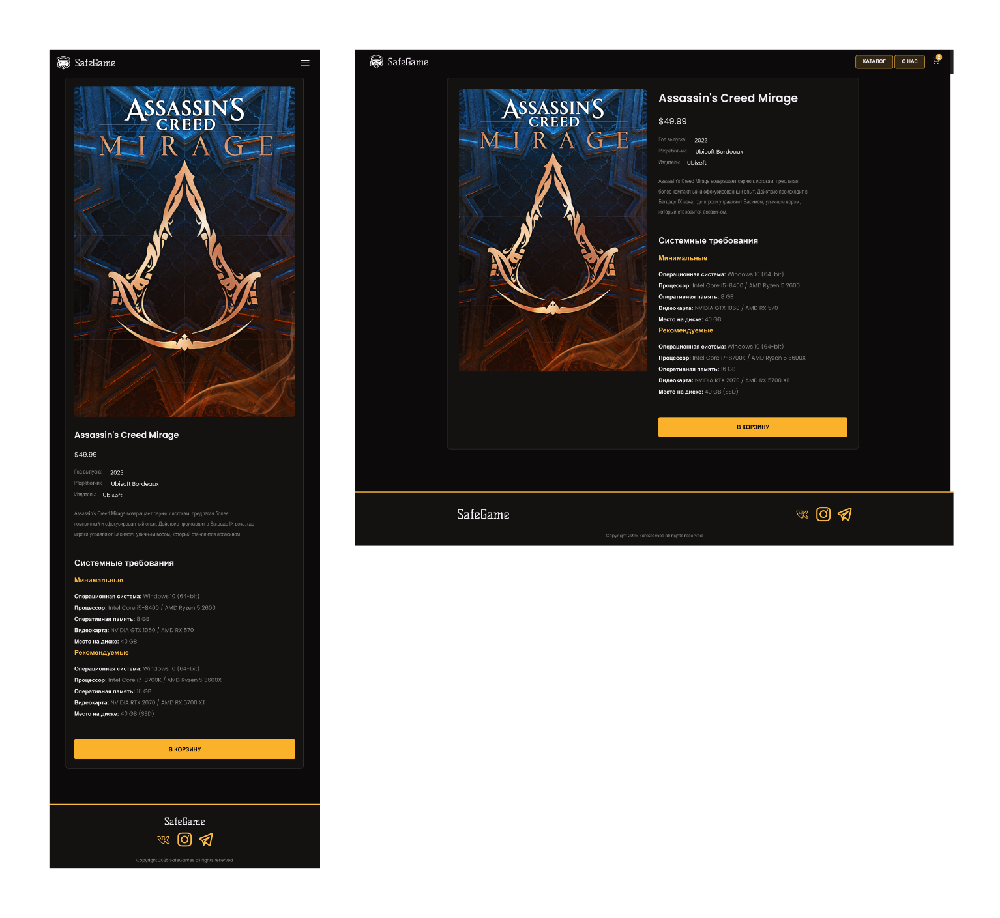 SafeGame
ASSASSIN'S
CREED
MIRAGE
Assassin's Creed Mirage
$49.99
Год выпуска: 2023
Разработчик: Ubisoft Bordeaux
Издатель: Ubisoft
Assassin's Creed Mirage возвращает серию к истокам, предлагая более
компактный и сфокусированный опыт. Действие происходит в Багдаде IX века, где
игроки управляют Басимом, уличным вором, который становится ассасином.
Системные требования
Минимальные
Операционная система: Windows 10 (64-bit)
Процессор: Intel Core i5-8400 / AMD Ryzen 5 2600
Оперативная память: 8 GB
Видеокарта: NVIDIA GTX 1060 / AMD RX 570
Место на диске: 40 GB
Рекомендуемые
Операционная система: Windows 10 (64-bit)
Процессор: Intel Core i7-8700K / AMD Ryzen 5 3600X
Оперативная память: 16 GB
Видеокарта: NVIDIA RTX 2070 / AMD RX 5700 XT
Место на диске: 40 GB (SSD)
В КОРЗИНУ
SafeGame
VK
Copyright 2025 SafeGames all rights reserved
SafeGame
КАТАЛОГ О НАС 2
ASSASSIN'S
CREED
MIRAGE
Assassin's Creed Mirage
$49.99
Год выпуска: 2023
Разработчик: Ubisoft Bordeaux
Издатель: Ubisoft
Assassin's Creed Mirage возвращает серию к истокам, предлагая
более компактный и сфокусированный опыт. Действие происходит в
Багдаде IX века, где игроки управляют Басимом, уличным вором,
который становится ассасином.
Системные требования
Минимальные
Операционная система: Windows 10 (64-bit)
Процессор: Intel Core i5-8400 / AMD Ryzen 5 2600
Оперативная память: 8 GB
Видеокарта: NVIDIA GTX 1060 / AMD RX 570
Место на диске: 40 GB
Рекомендуемые
Операционная система: Windows 10 (64-bit)
Процессор: Intel Core i7-8700K / AMD Ryzen 5 3600X
Оперативная память: 16 GB
Видеокарта: NVIDIA RTX 2070 / AMD RX 5700 XT
Место на диске: 40 GB (SSD)
В КОРЗИНУ
SafeGame
VK
Copyright 2025 SafeGames all rights reserved